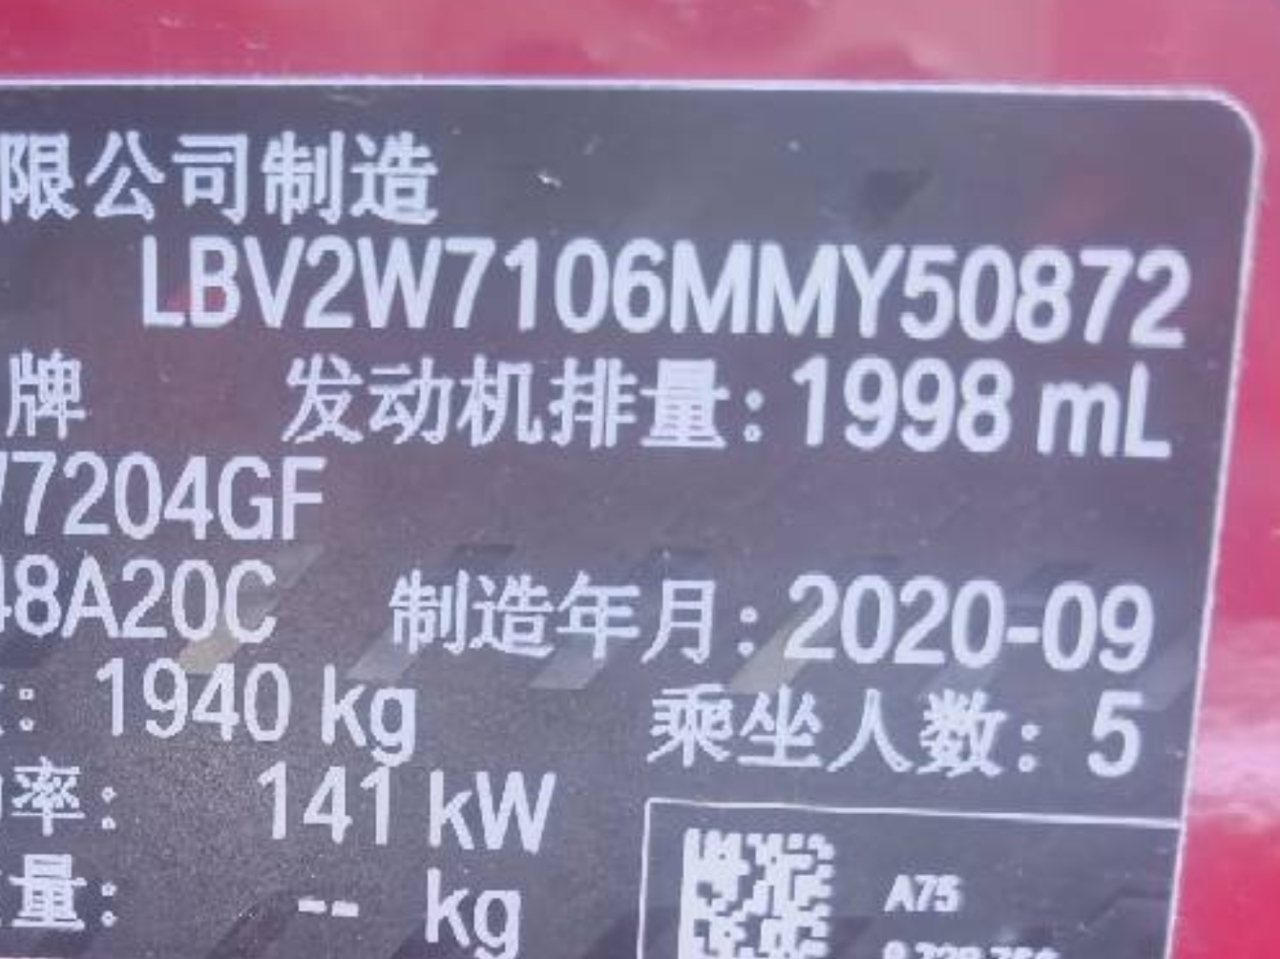 限公司制造
LBV2W7106MMY50872
牌 发动机排量: 1998 mL
7204GF
48A20C 制造年月: 2020-09
: 1940 kg 乘坐人数: 5
功率: 141 kW
量: -- kg
A75